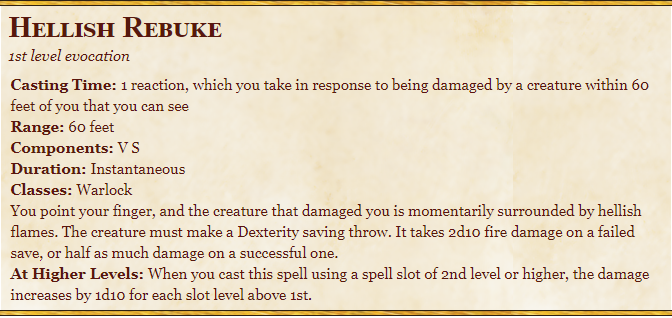 Hellish Rebuke
1st level evocation
Casting Time: 1 reaction, which you take in response to being damaged by a creature within 60
feet of you that you can see
Range: 60 feet
Components: V S
Duration: Instantaneous
Classes: Warlock
You point your finger, and the creature that damaged you is momentarily surrounded by hellish
flames. The creature must make a Dexterity saving throw. It takes 2d10 fire damage on a failed
save, or half as much damage on a successful one.
At Higher Levels: When you cast this spell using a spell slot of 2nd level or higher, the damage
increases by 1d10 for each slot level above 1st.